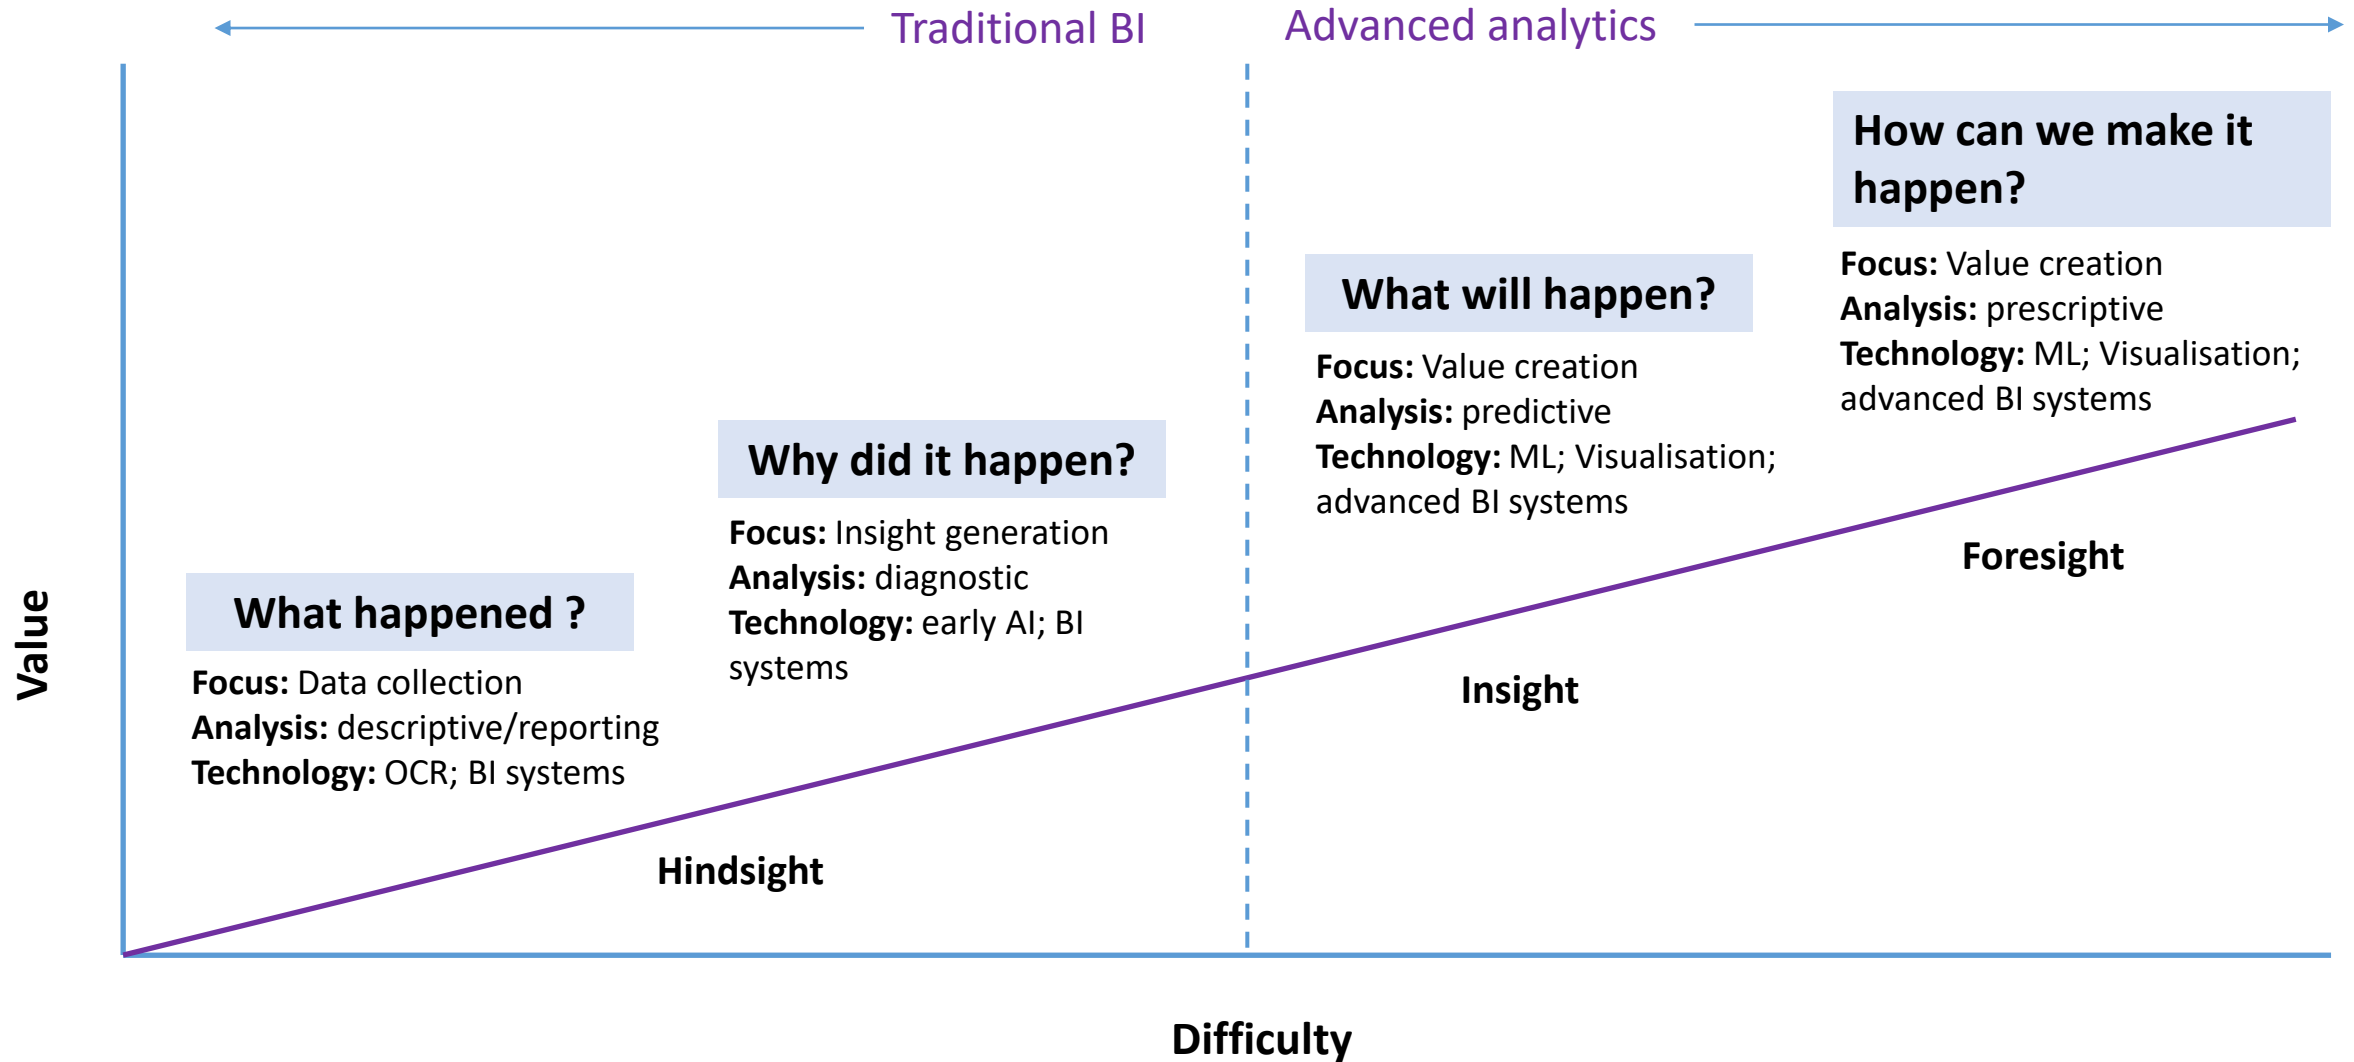 Traditional BI
Advanced analytics
How can we make it
happen?
Focus: Value creation
Analysis: prescriptive
Technology: ML; Visualisation;
advanced BI systems
What will happen?
Focus: Value creation
Analysis: predictive
Technology: ML; Visualisation;
advanced BI systems
Why did it happen?
Focus: Insight generation
Analysis: diagnostic
Technology: early AI; BI
systems
What happened ?
Focus: Data collection
Analysis: descriptive/reporting
Technology: OCR; BI systems
Value
Foresight
Insight
Hindsight
Difficulty